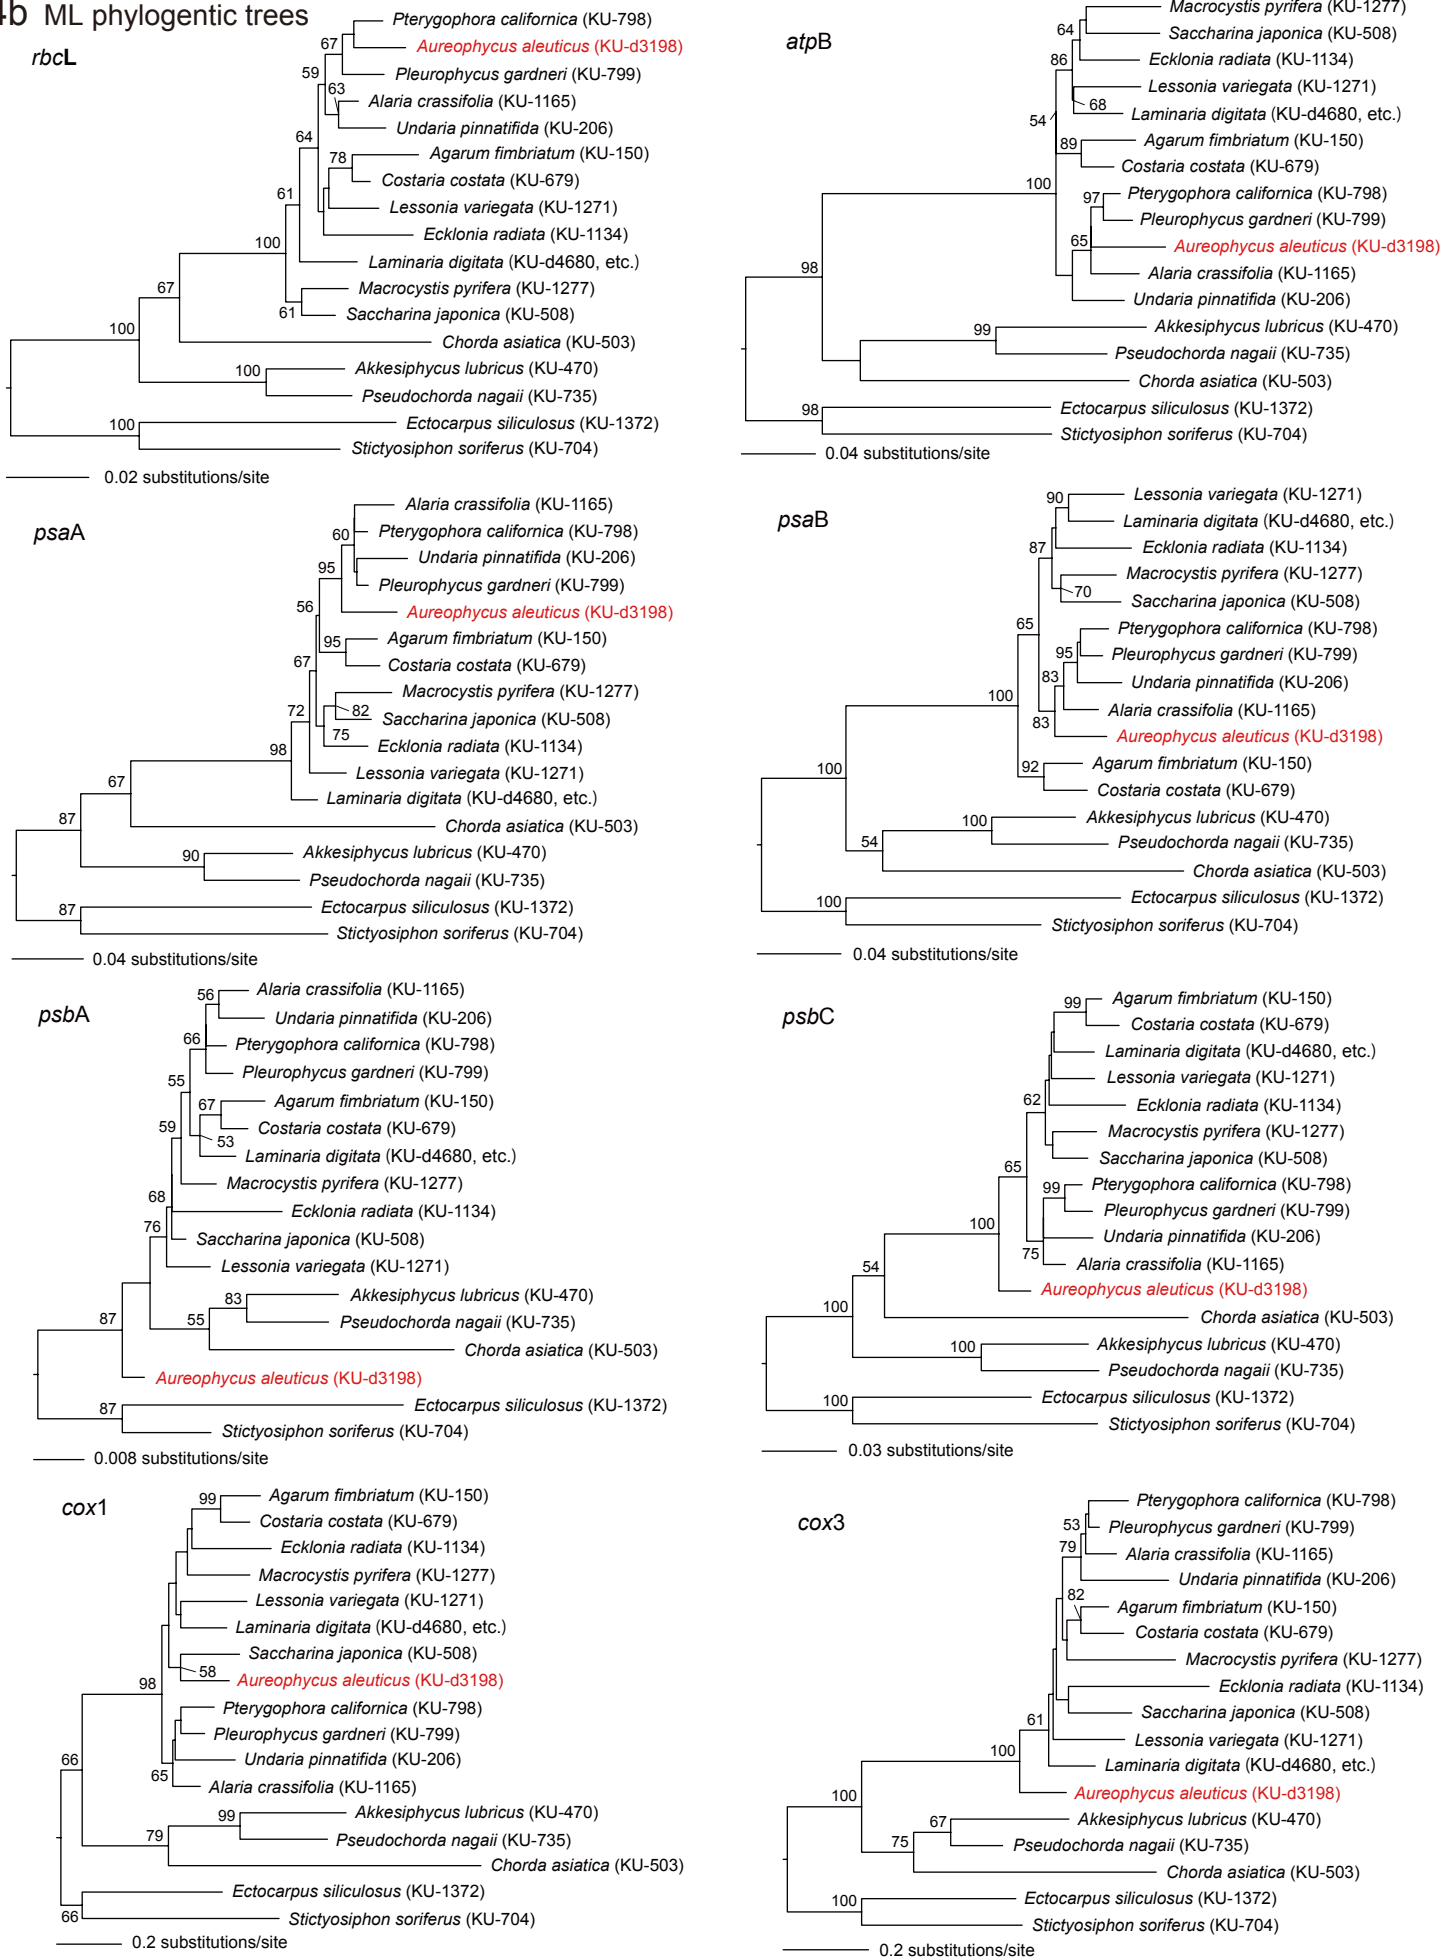 4b ML phylogentic trees
rbcL
Pterygophora californica (KU-798)
67
Aureophycus aleuticus (KU-d3198)
59
Pleurophycus gardneri (KU-799)
63
Alaria crassifolia (KU-1165)
Undaria pinnatifida (KU-206)
64
78
Agarum fimbriatum (KU-150)
Costaria costata (KU-679)
61
Lessonia variegata (KU-1271)
Ecklonia radiata (KU-1134)
100
Laminaria digitata (KU-d4680, etc.)
Macrocystis pyrifera (KU-1277)
61
Saccharina japonica (KU-508)
67
Chorda asiatica (KU-503)
100
100
Akkesiphycus lubricus (KU-470)
Pseudochorda nagaii (KU-735)
100
Ectocarpus siliculosus (KU-1372)
Stictyosiphon soriferus (KU-704)
0.02 substitutions/site
atpB
Macrocystis pyrifera (KU-1277)
64
Saccharina japonica (KU-508)
86
Ecklonia radiata (KU-1134)
Lessonia variegata (KU-1271)
68
Laminaria digitata (KU-d4680, etc.)
54
89
Agarum fimbriatum (KU-150)
Costaria costata (KU-679)
100
97
Pterygophora californica (KU-798)
Pleurophycus gardneri (KU-799)
65
Aureophycus aleuticus (KU-d3198)
Alaria crassifolia (KU-1165)
Undaria pinnatifida (KU-206)
98
99
Akkesiphycus lubricus (KU-470)
Pseudochorda nagaii (KU-735)
Chorda asiatica (KU-503)
98
Ectocarpus siliculosus (KU-1372)
Stictyosiphon soriferus (KU-704)
0.04 substitutions/site
psaA
Alaria crassifolia (KU-1165)
60
Pterygophora californica (KU-798)
Undaria pinnatifida (KU-206)
95
Pleurophycus gardneri (KU-799)
56
Aureophycus aleuticus (KU-d3198)
95
Agarum fimbriatum (KU-150)
Costaria costata (KU-679)
67
Macrocystis pyrifera (KU-1277)
82
Saccharina japonica (KU-508)
72
75
Ecklonia radiata (KU-1134)
98
Lessonia variegata (KU-1271)
Laminaria digitata (KU-d4680, etc.)
67
Chorda asiatica (KU-503)
87
90
Akkesiphycus lubricus (KU-470)
Pseudochorda nagaii (KU-735)
87
Ectocarpus siliculosus (KU-1372)
Stictyosiphon soriferus (KU-704)
0.04 substitutions/site
psaB
90
Lessonia variegata (KU-1271)
Laminaria digitata (KU-d4680, etc.)
87
Ecklonia radiata (KU-1134)
Macrocystis pyrifera (KU-1277)
70
Saccharina japonica (KU-508)
65
Pterygophora californica (KU-798)
95
Pleurophycus gardneri (KU-799)
83
Undaria pinnatifida (KU-206)
100
Alaria crassifolia (KU-1165)
83
Aureophycus aleuticus (KU-d3198)
92
Agarum fimbriatum (KU-150)
Costaria costata (KU-679)
100
100
Akkesiphycus lubricus (KU-470)
54
Pseudochorda nagaii (KU-735)
Chorda asiatica (KU-503)
100
Ectocarpus siliculosus (KU-1372)
Stictyosiphon soriferus (KU-704)
0.04 substitutions/site
psbA
56
Alaria crassifolia (KU-1165)
Undaria pinnatifida (KU-206)
66
Pterygophora californica (KU-798)
Pleurophycus gardneri (KU-799)
55
67
Agarum fimbriatum (KU-150)
59
Costaria costata (KU-679)
53
Laminaria digitata (KU-d4680, etc.)
Macrocystis pyrifera (KU-1277)
68
Ecklonia radiata (KU-1134)
76
Saccharina japonica (KU-508)
Lessonia variegata (KU-1271)
83
Akkesiphycus lubricus (KU-470)
87
55
Pseudochorda nagaii (KU-735)
Chorda asiatica (KU-503)
Aureophycus aleuticus (KU-d3198)
87
Ectocarpus siliculosus (KU-1372)
Stictyosiphon soriferus (KU-704)
0.008 substitutions/site
psbC
99
Agarum fimbriatum (KU-150)
Costaria costata (KU-679)
Laminaria digitata (KU-d4680, etc.)
Lessonia variegata (KU-1271)
62
Ecklonia radiata (KU-1134)
Macrocystis pyrifera (KU-1277)
Saccharina japonica (KU-508)
65
99
Pterygophora californica (KU-798)
Pleurophycus gardneri (KU-799)
100
Undaria pinnatifida (KU-206)
75
Alaria crassifolia (KU-1165)
54
Aureophycus aleuticus (KU-d3198)
100
Chorda asiatica (KU-503)
100
Akkesiphycus lubricus (KU-470)
Pseudochorda nagaii (KU-735)
100
Ectocarpus siliculosus (KU-1372)
Stictyosiphon soriferus (KU-704)
0.03 substitutions/site
cox1
99
Agarum fimbriatum (KU-150)
Costaria costata (KU-679)
Ecklonia radiata (KU-1134)
Macrocystis pyrifera (KU-1277)
Lessonia variegata (KU-1271)
Laminaria digitata (KU-d4680, etc.)
Saccharina japonica (KU-508)
58
98
Aureophycus aleuticus (KU-d3198)
Pterygophora californica (KU-798)
Pleurophycus gardneri (KU-799)
66
Undaria pinnatifida (KU-206)
65
Alaria crassifolia (KU-1165)
99
Akkesiphycus lubricus (KU-470)
79
Pseudochorda nagaii (KU-735)
Chorda asiatica (KU-503)
Ectocarpus siliculosus (KU-1372)
66
Stictyosiphon soriferus (KU-704)
0.2 substitutions/site
cox3
Pterygophora californica (KU-798)
53
Pleurophycus gardneri (KU-799)
79
Alaria crassifolia (KU-1165)
Undaria pinnatifida (KU-206)
82
Agarum fimbriatum (KU-150)
Costaria costata (KU-679)
Macrocystis pyrifera (KU-1277)
Ecklonia radiata (KU-1134)
61
Saccharina japonica (KU-508)
Lessonia variegata (KU-1271)
100
Laminaria digitata (KU-d4680, etc.)
Aureophycus aleuticus (KU-d3198)
100
67
Akkesiphycus lubricus (KU-470)
75
Pseudochorda nagaii (KU-735)
Chorda asiatica (KU-503)
100
Ectocarpus siliculosus (KU-1372)
Stictyosiphon soriferus (KU-704)
0.2 substitutions/site